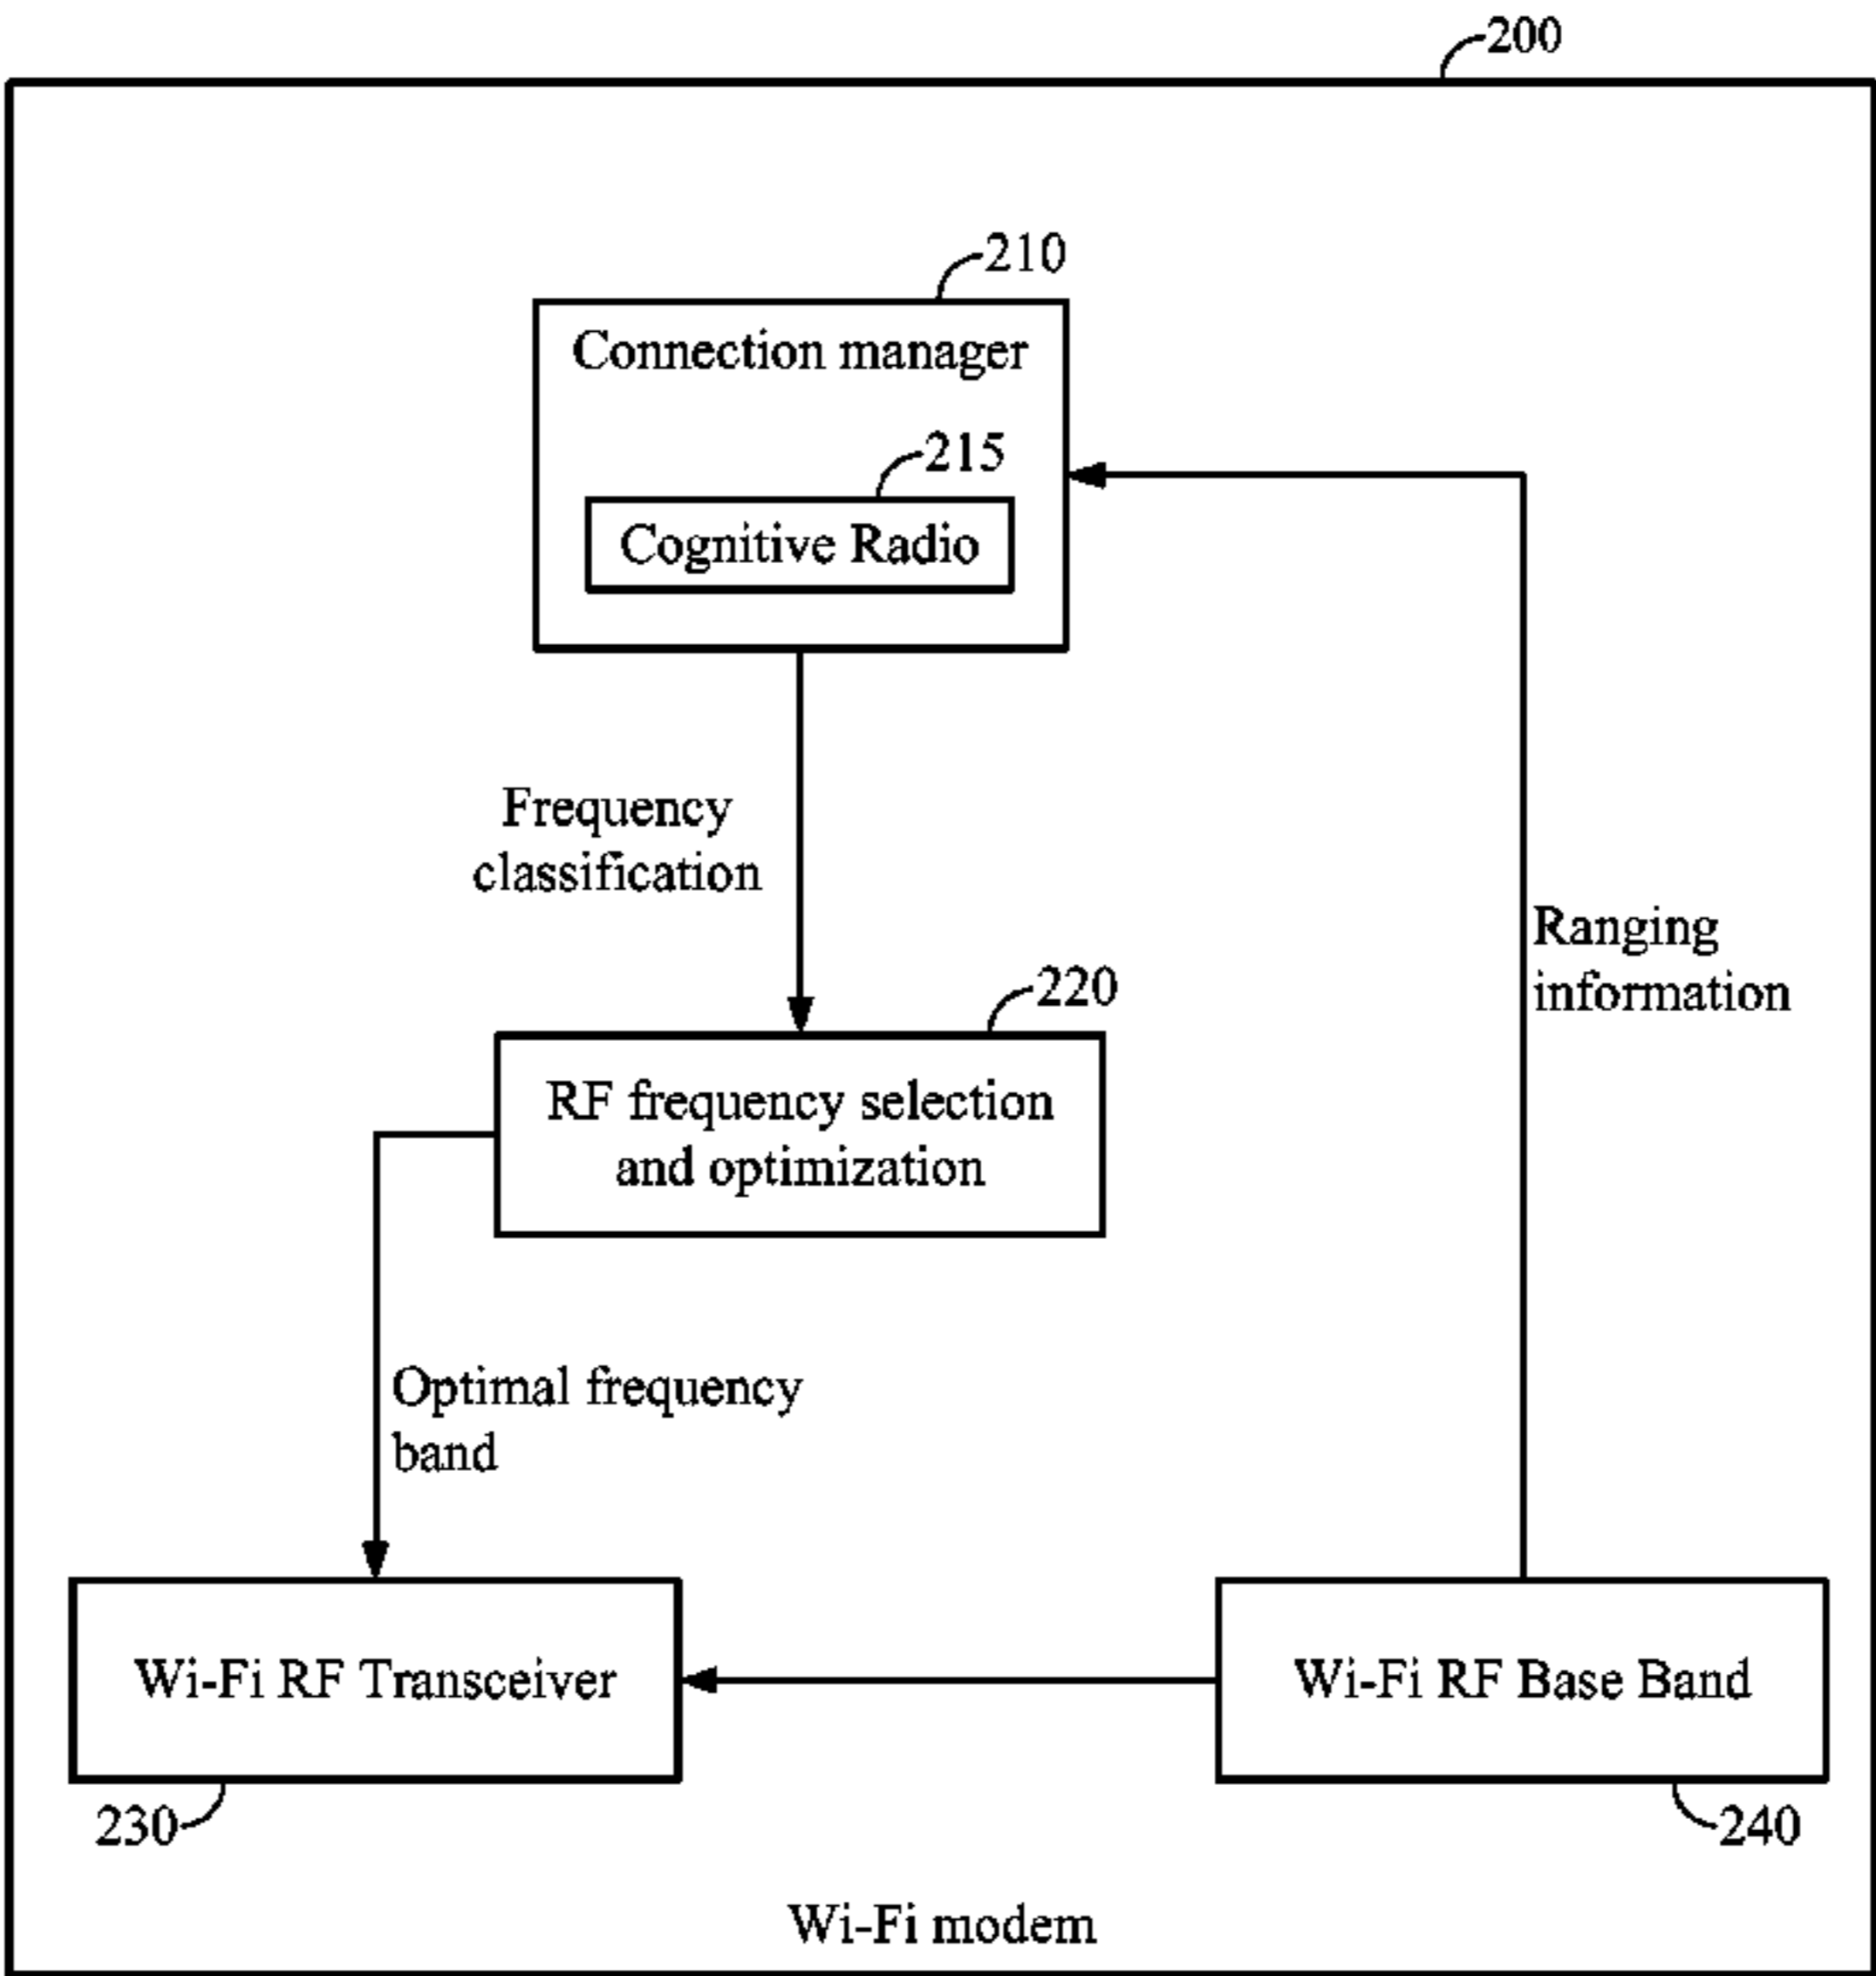 200
210
Connection manager
215
Cognitive Radio
Frequency
classification
Ranging
information
220
RF frequency selection
and optimization
Optimal frequency
band
Wi-Fi RF Transceiver
Wi-Fi RF Base Band
230
240
Wi-Fi modem